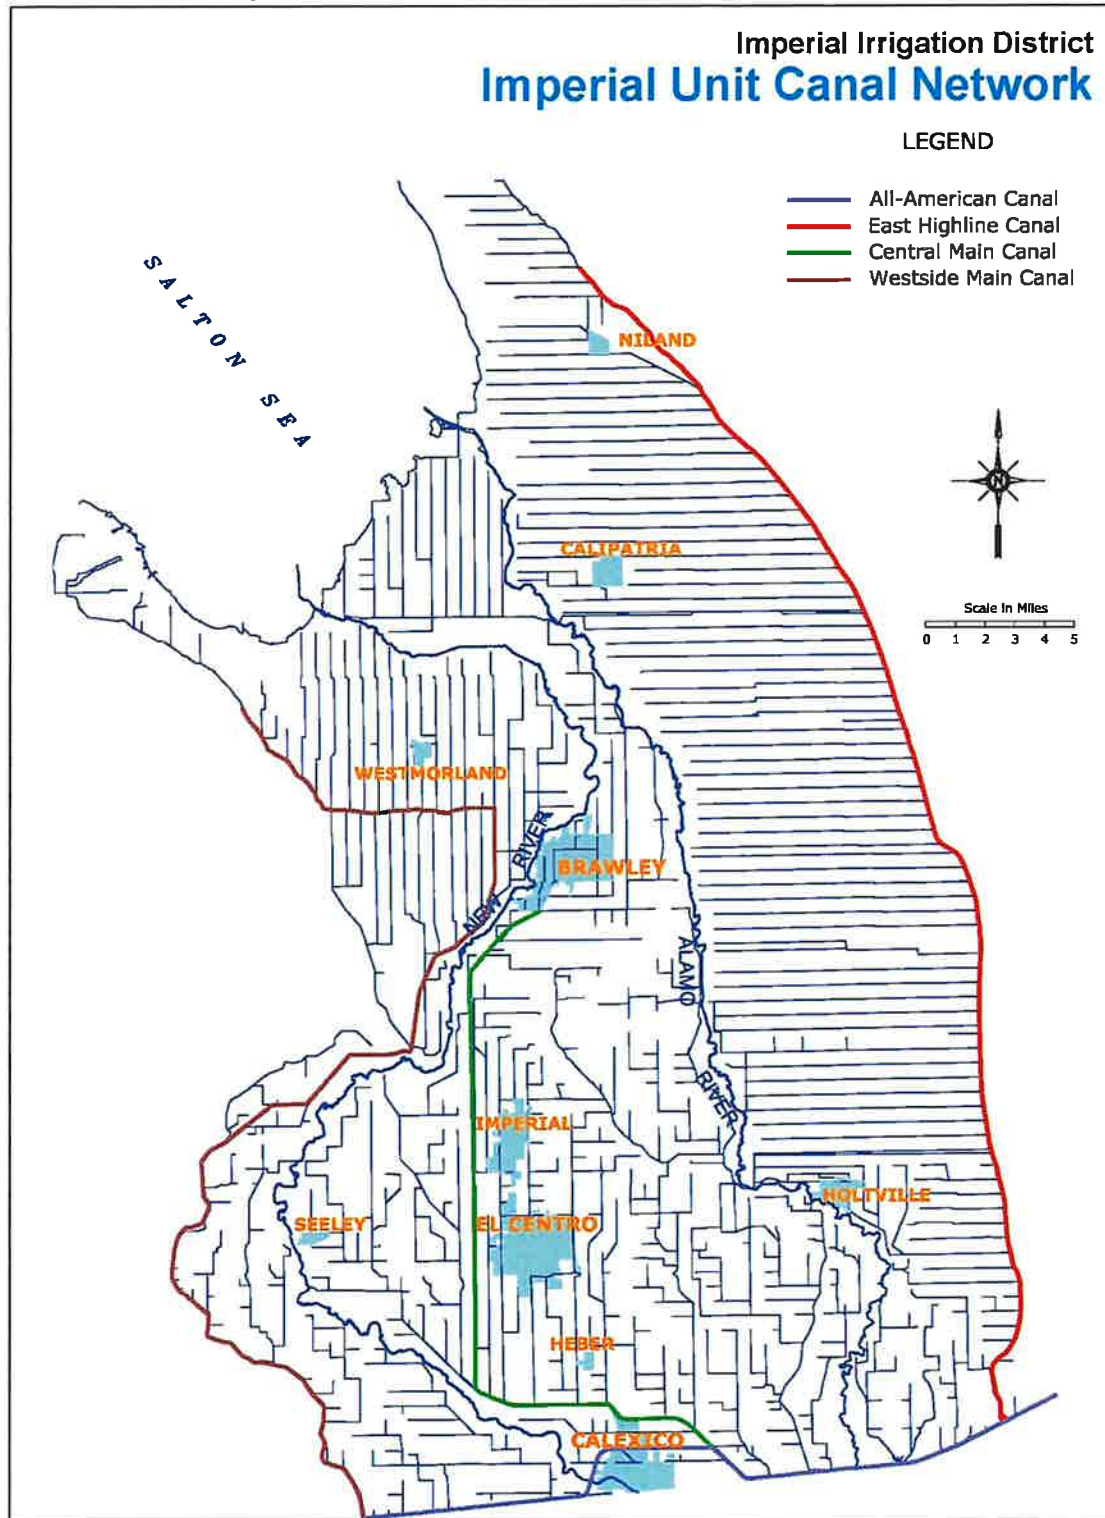 Imperial Irrigation District
Imperial Unit Canal Network
LEGEND
All-American Canal
East Highline Canal
Central Main Canal
Westside Main Canal
SALTON SEA
NILAND
N
CALIPATRIA
Scale In Miles
0 1 2 3 4 5
WESTMORLAND
NEW RIVER
BRAWLEY
ALAMO RIVER
IMPERIAL
HOLTVILLE
SEELEY
EL CENTRO
HEBER
CALEXICO